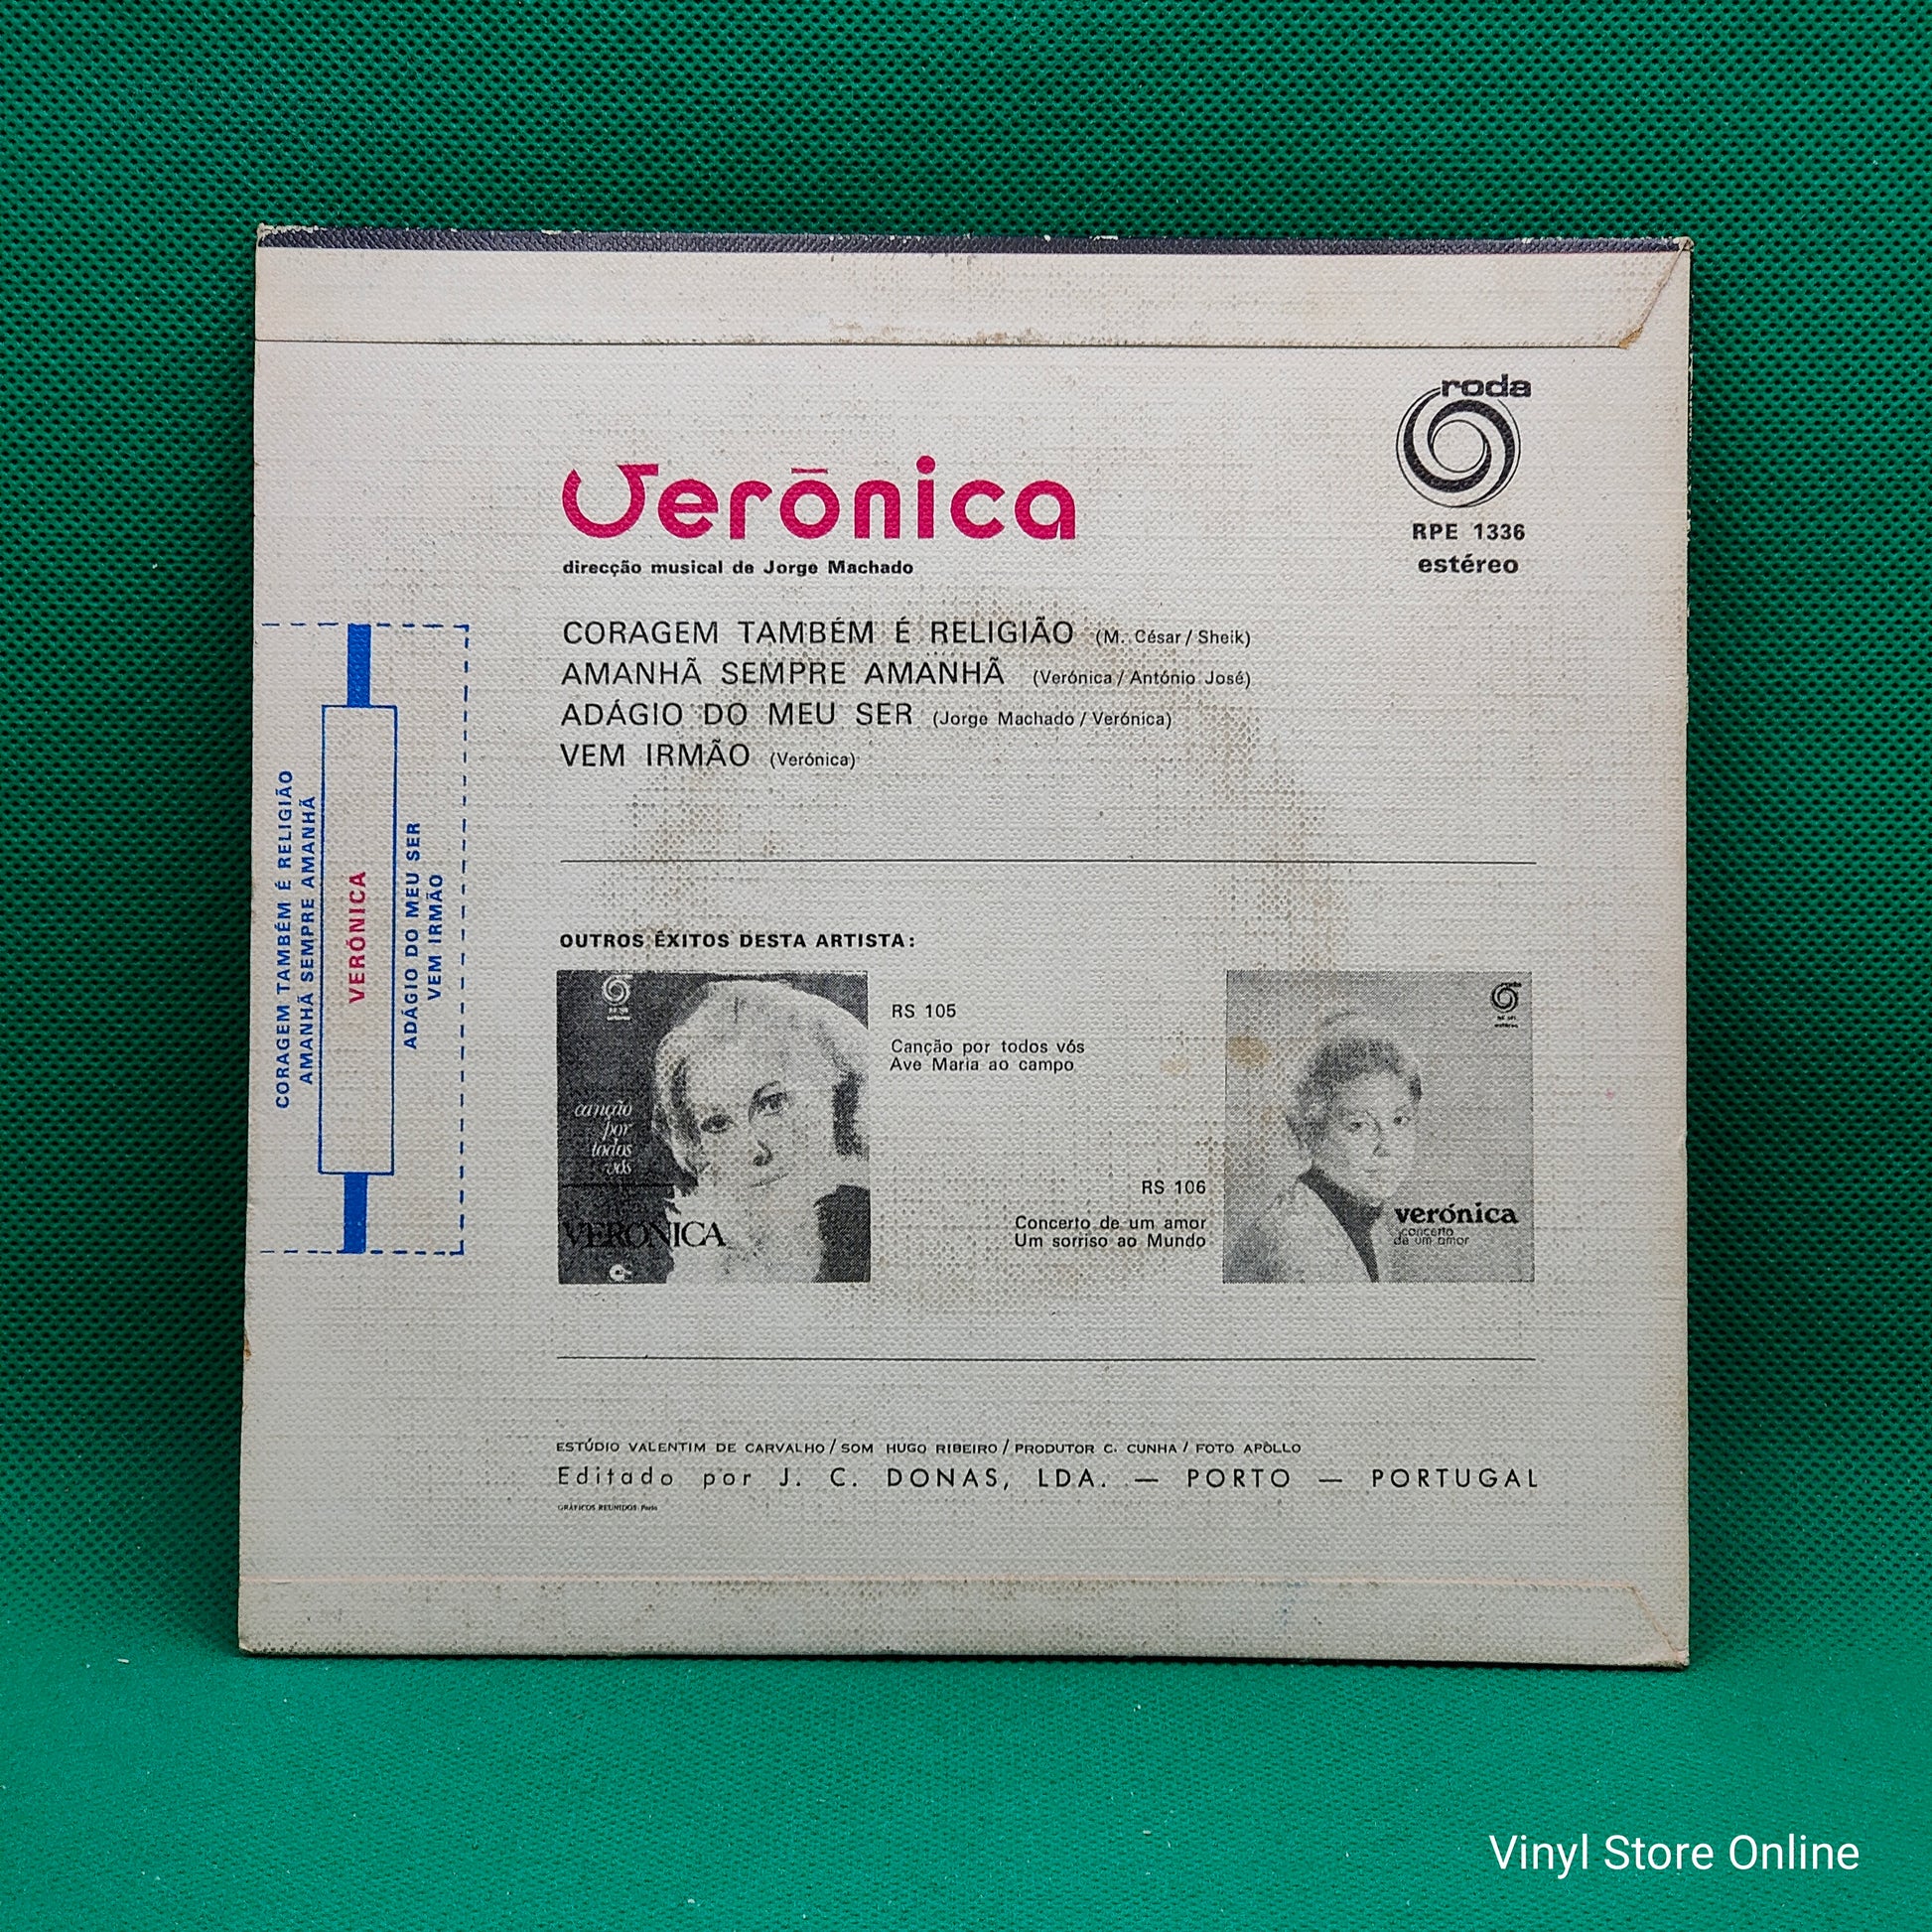 roda
RPE 1336
estéreo
Verónica
direcção musical de Jorge Machado
CORAGEM TAMBÉM É RELIGIÃO (M. César / Sheik)
AMANHÃ SEMPRE AMANHÃ (Verónica / António José)
ADÁGIO DO MEU SER (Jorge Machado / Verónica)
VEM IRMÃO (Verónica)
CORAGEM TAMBÉM É RELIGIÃO
AMANHÃ SEMPRE AMANHÃ
VERÓNICA
ADÁGIO DO MEU SER
VEM IRMÃO
OUTROS ÊXITOS DESTA ARTISTA:
canção
por
todos
vós
VERONICA
RS 105
Canção por todos vós
Ave Maria ao campo
RS 106
Concerto de um amor
Um sorriso ao Mundo
verónica
concerto
de um amor
ESTÚDIO VALENTIM DE CARVALHO / SOM HUGO RIBEIRO / PRODUTOR C. CUNHA / FOTO APÒLLO
Editado por J. C. DONAS, LDA. — PORTO — PORTUGAL
GRÁFICOS REUNIDOS Porto
Vinyl Store Online